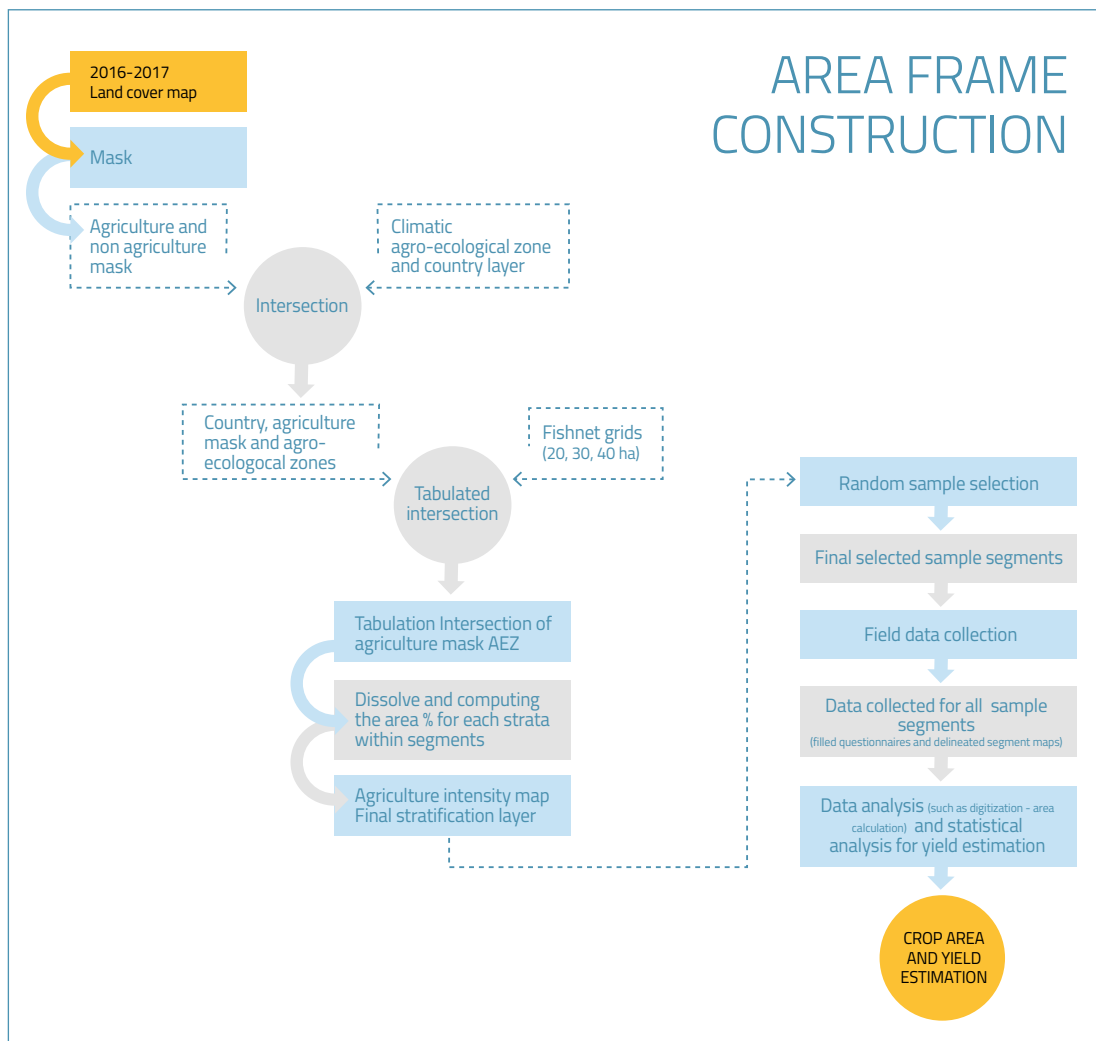 AREA FRAME
CONSTRUCTION
2016-2017
Land cover map
Mask
Agriculture and
non agriculture
mask
Climatic
agro-ecological zone
and country layer
Intersection
Country, agriculture
mask and agro-
ecologocal zones
Fishnet grids
(20, 30, 40 ha)
Tabulated
intersection
Tabulation Intersection of
agriculture mask AEZ
Dissolve and computing
the area % for each strata
within segments
Agriculture intensity map
Final stratification layer
Random sample selection
Final selected sample segments
Field data collection
Data collected for all sample
segments
(filled questionnaires and delineated segment maps)
Data analysis (such as digitization - area
calculation) and statistical
analysis for yield estimation
CROP AREA
AND YIELD
ESTIMATION